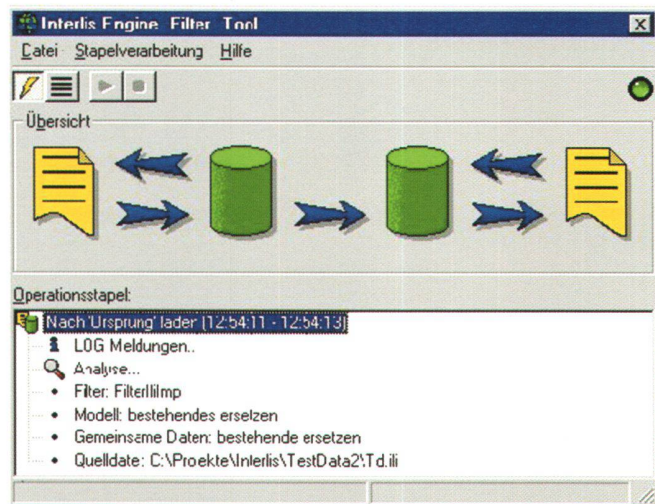 Interlis Engine Filter Tool
Datei Stapelverarbeitung Hilfe
Übersicht
Operationsstapel:
Nach 'Ursprung' lader [12:54:11 - 12:54:13]
LOG Meldungen..
Analyse...
Filter: FilterIliImp
Modell: bestehendes ersetzen
Gemeinsame Daten: bestehende ersetzen
Quelldate: C:\Proekte\Interlis\TestData2\Td.ili